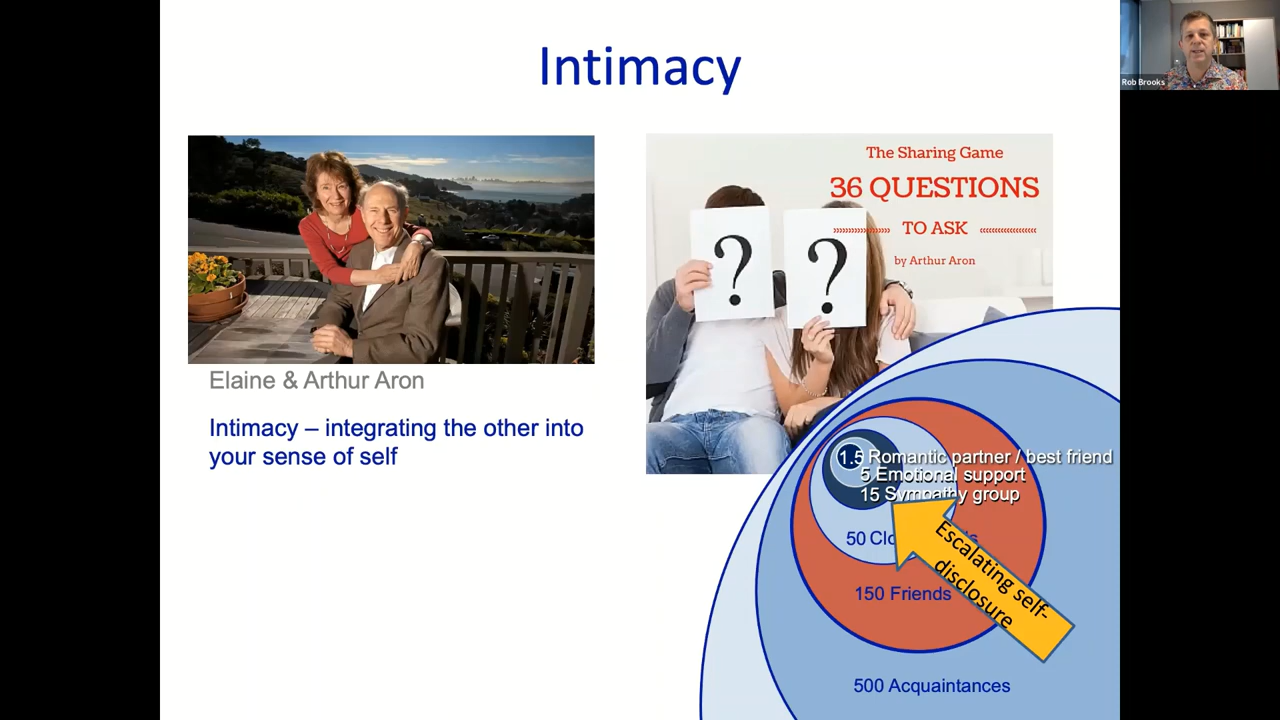 Intimacy
Rob Brooks
The Sharing Game
36 QUESTIONS
TO ASK
by Arthur Aron
Elaine & Arthur Aron
Intimacy – integrating the other into
your sense of self
1.5 Romantic partner / best friend
5 Emotional support
15 Sympathy group
50
150 Friends
500 Acquaintances
Escalating self-
disclosure